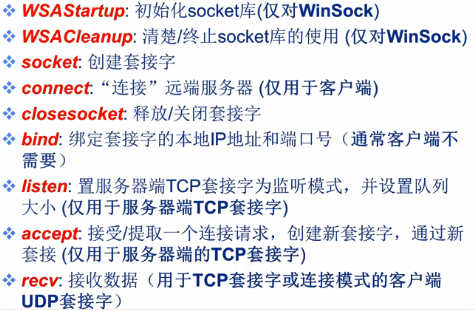 WSAStartup: 初始化socket库(仅对WinSock)
WSACleanup: 清楚/终止socket库的使用 (仅对WinSock)
socket: 创建套接字
connect: “连接”远端服务器 (仅用于客户端)
closesocket: 释放/关闭套接字
bind: 绑定套接字的本地IP地址和端口号（通常客户端不
需要）
listen: 置服务器端TCP套接字为监听模式，并设置队列
大小 (仅用于服务器端TCP套接字)
accept: 接受/提取一个连接请求，创建新套接字，通过新
套接 (仅用于服务器端的TCP套接字)
recv: 接收数据（用于TCP套接字或连接模式的客户端
UDP套接字）